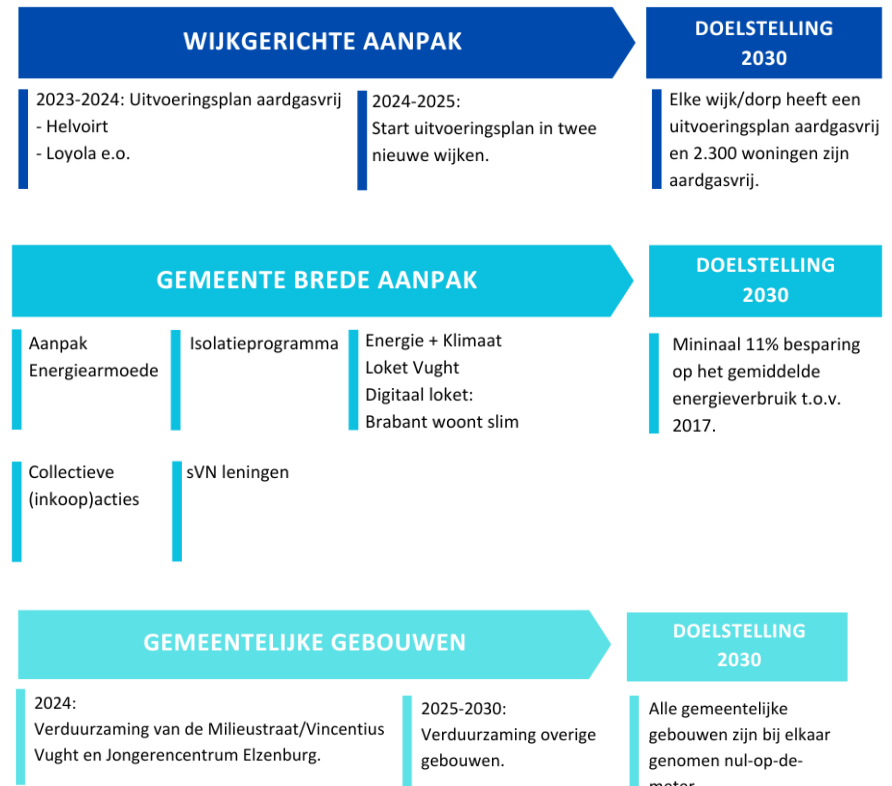 WIJKGERICHTE AANPAK
DOELSTELLING
2030
2023-2024: Uitvoeringsplan aardgasvrij
- Helvoirt
- Loyola e.o.
2024-2025:
Start uitvoeringsplan in twee
nieuwe wijken.
Elke wijk/dorp heeft een
uitvoeringsplan aardgasvrij
en 2.300 woningen zijn
aardgasvrij.
GEMEENTE BREDE AANPAK
DOELSTELLING
2030
Aanpak
Energiearmoede
Isolatieprogramma
Energie + Klimaat
Loket Vught
Digitaal loket:
Brabant woont slim
Mininaal 11% besparing
op het gemiddelde
energieverbruik t.o.v.
2017.
Collectieve
(inkoop)acties
sVN leningen
GEMEENTELIJKE GEBOUWEN
DOELSTELLING
2030
2024:
Verduurzaming van de Milieustraat/Vincentius
Vught en Jongerencentrum Elzenburg.
2025-2030:
Verduurzaming overige
gebouwen.
Alle gemeentelijke
gebouwen zijn bij elkaar
genomen nul-op-de-
meter